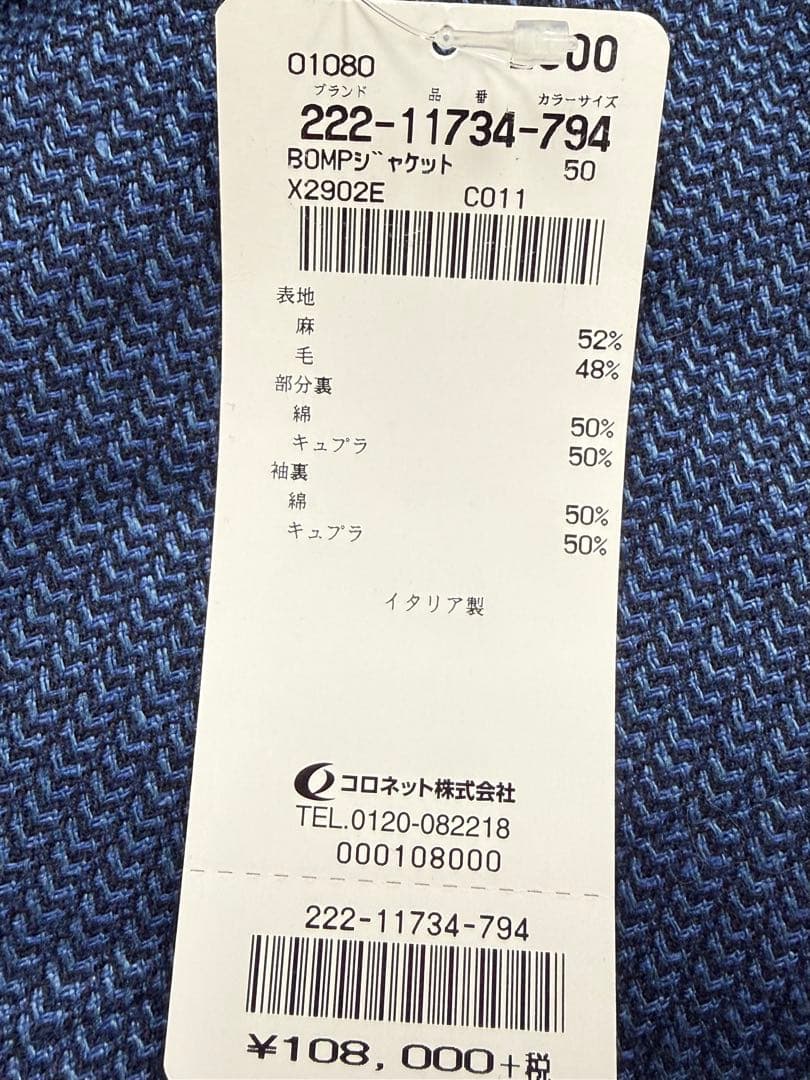 01080
ブランド 品 番 カラーサイズ
222-11734-794
BOMPジャケット 50
X2902E C011
表地
麻 52%
毛 48%
部分裏
綿 50%
キュプラ 50%
袖裏
綿 50%
キュプラ 50%
イタリア製
コロネット株式会社
TEL.0120-082218
000108000
222-11734-794
¥108,000+税